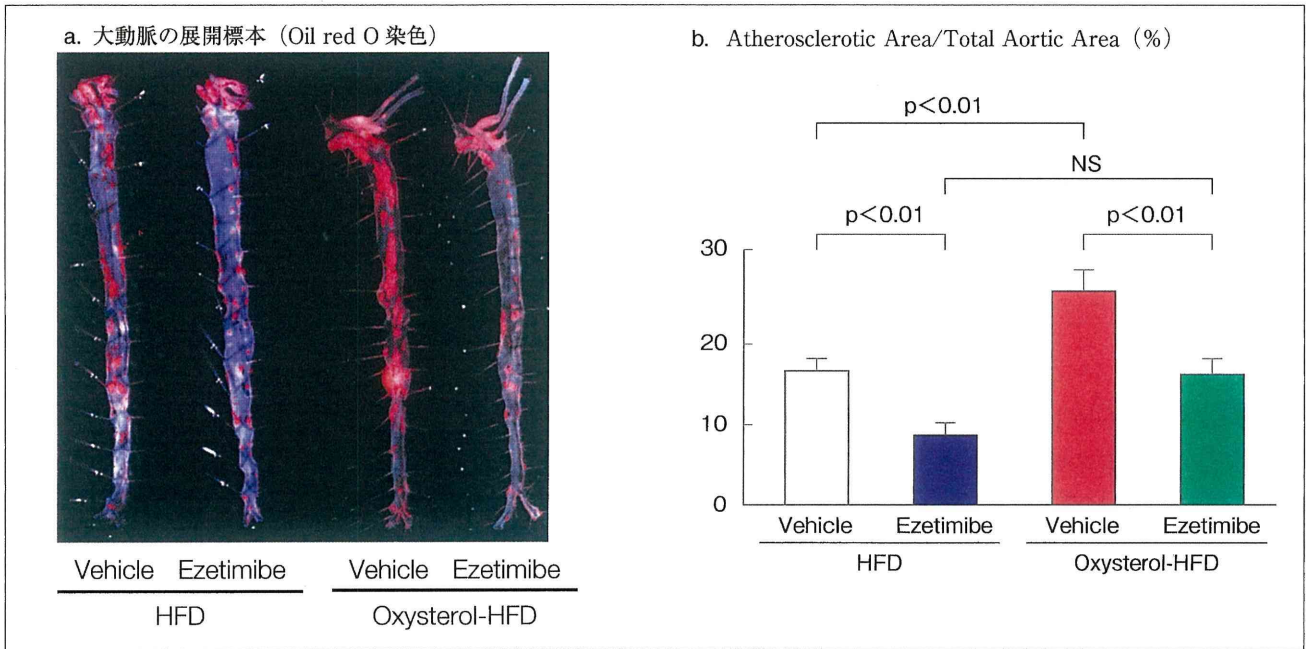 a. 大動脈の展開標本（Oil red O 染色）
Vehicle Ezetimibe Vehicle Ezetimibe
HFD Oxysterol-HFD
b. Atherosclerotic Area/Total Aortic Area（%）
p<0.01
NS
p<0.01 p<0.01
30
20
10
0
Vehicle Ezetimibe Vehicle Ezetimibe
HFD Oxysterol-HFD